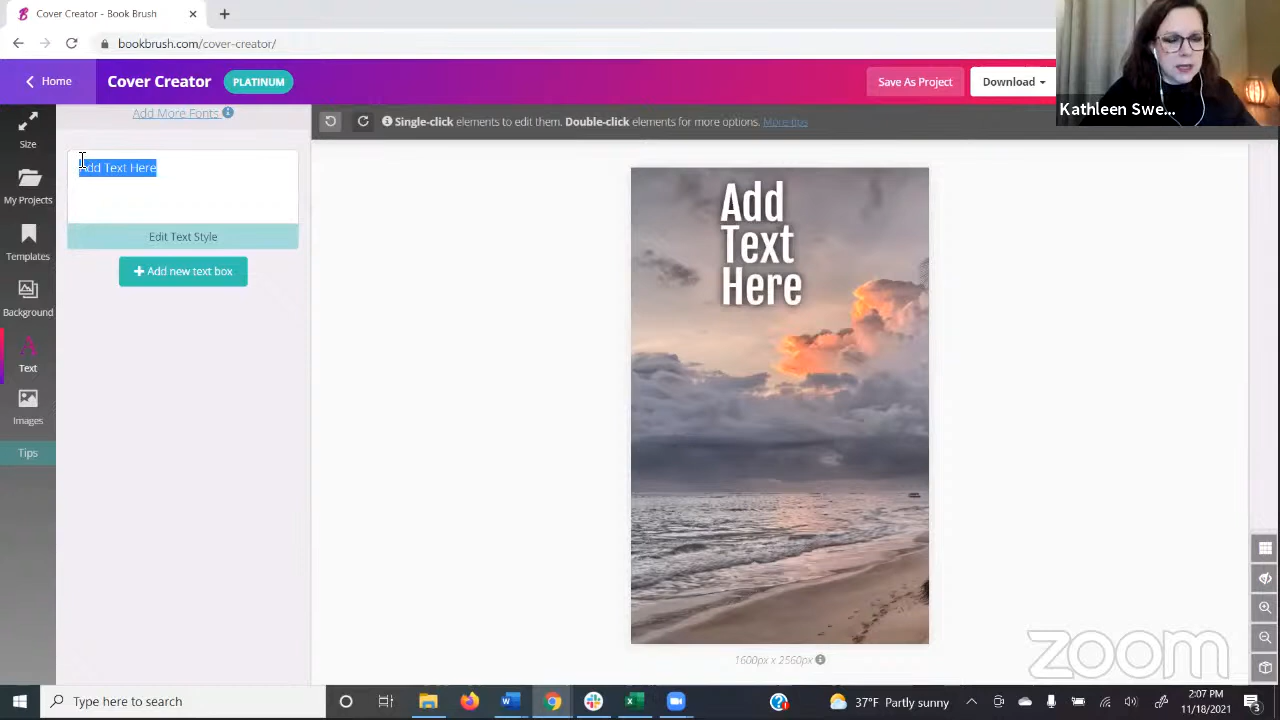 Cover Creator - Book Brush
bookbrush.com/cover-creator/
Home
Cover Creator
PLATINUM
Save As Project
Download
Kathleen Swe...
Add More Fonts
Single-click elements to edit them. Double-click elements for more options. More tips
Size
My Projects
Templates
Background
Text
Images
Tips
Add Text Here
Edit Text Style
Add new text box
Add
Text
Here
1600px x 2560px
zoom
Type here to search
37°F Partly sunny
2:07 PM
11/18/2021
3